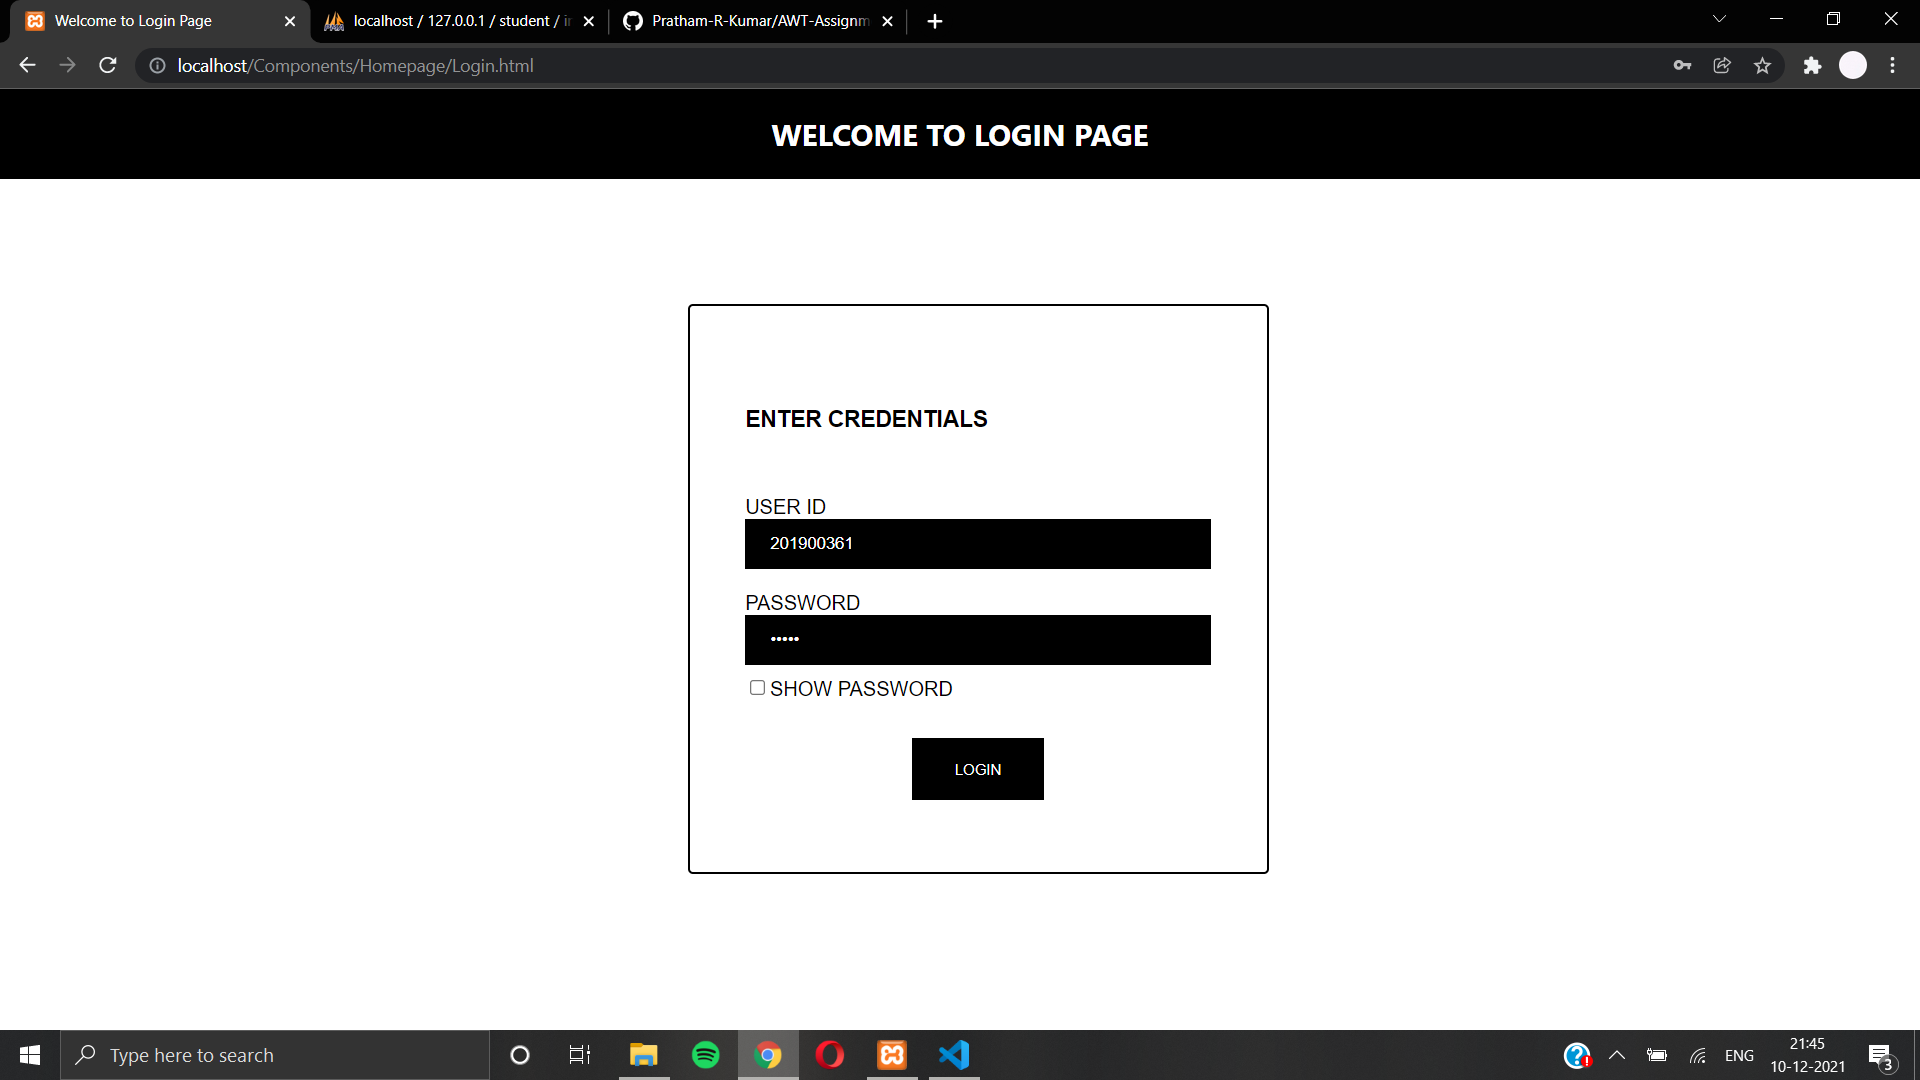 Welcome to Login Page
localhost / 127.0.0.1 / student /
Pratham-R-Kumar/AWT-Assignm
localhost/Components/Homepage/Login.html
WELCOME TO LOGIN PAGE
ENTER CREDENTIALS
USER ID
201900361
PASSWORD
•••••
SHOW PASSWORD
LOGIN
Type here to search
ENG
21:45
10-12-2021
3